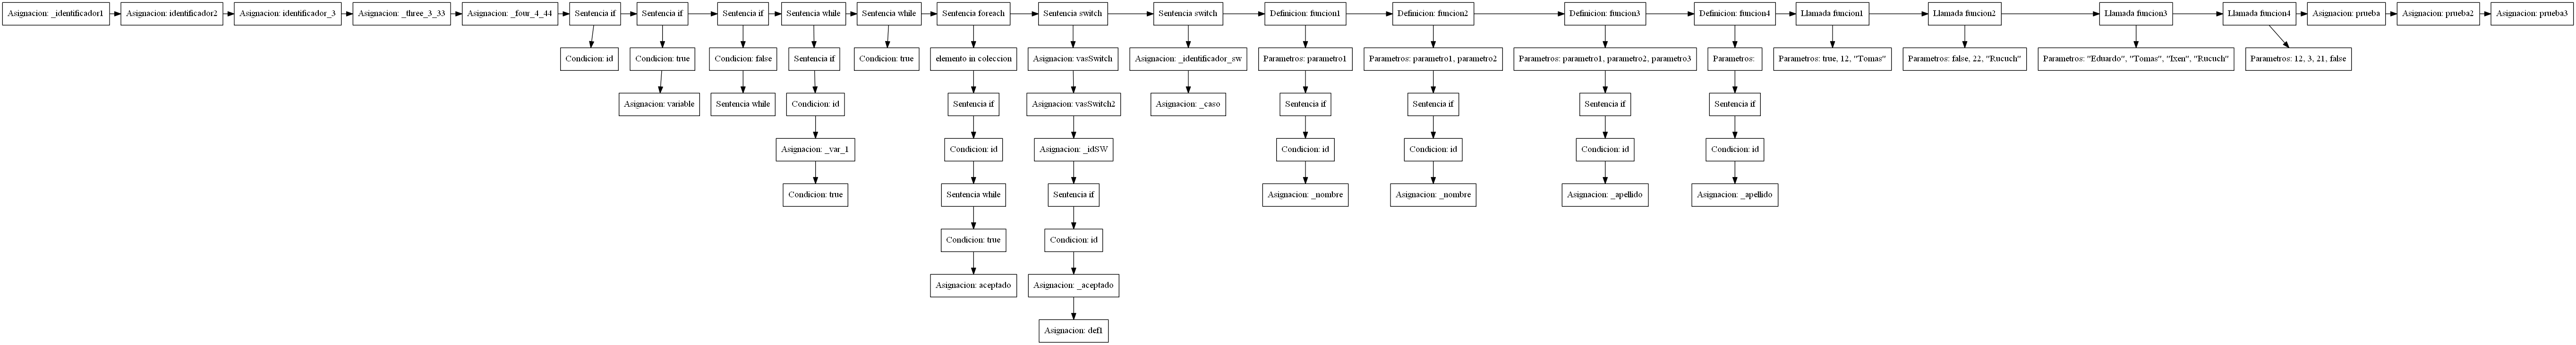 Asignacion: _identificador1
Asignacion: identificador2
Asignacion: identificador_3
Asignacion: _three_3_33
Asignacion: _four_4_44
Sentencia if
Sentencia if
Sentencia if
Sentencia while
Sentencia while
Sentencia foreach
Sentencia switch
Sentencia switch
Definicion: funcion1
Definicion: funcion2
Definicion: funcion3
Definicion: funcion4
Llamada funcion1
Llamada funcion2
Llamada funcion3
Llamada funcion4
Asignacion: prueba
Asignacion: prueba2
Asignacion: prueba3
Condicion: id
Condicion: true
Condicion: false
Sentencia if
Condicion: true
elemento in coleccion
Asignacion: vasSwitch
Asignacion: _identificador_sw
Parametros: parametro1
Parametros: parametro1, parametro2
Parametros: parametro1, parametro2, parametro3
Parametros:
Parametros: true, 12, "Tomas"
Parametros: false, 22, "Rucuch"
Parametros: "Eduardo", "Tomas", "Ixen", "Rucuch"
Parametros: 12, 3, 21, false
Asignacion: variable
Sentencia while
Condicion: id
Sentencia if
Asignacion: vasSwitch2
Asignacion: _caso
Sentencia if
Sentencia if
Sentencia if
Sentencia if
Asignacion: _var_1
Condicion: id
Asignacion: _idSW
Condicion: id
Condicion: id
Condicion: id
Condicion: id
Condicion: true
Sentencia while
Sentencia if
Asignacion: _nombre
Asignacion: _nombre
Asignacion: _apellido
Asignacion: _apellido
Condicion: true
Condicion: id
Asignacion: aceptado
Asignacion: _aceptado
Asignacion: def1